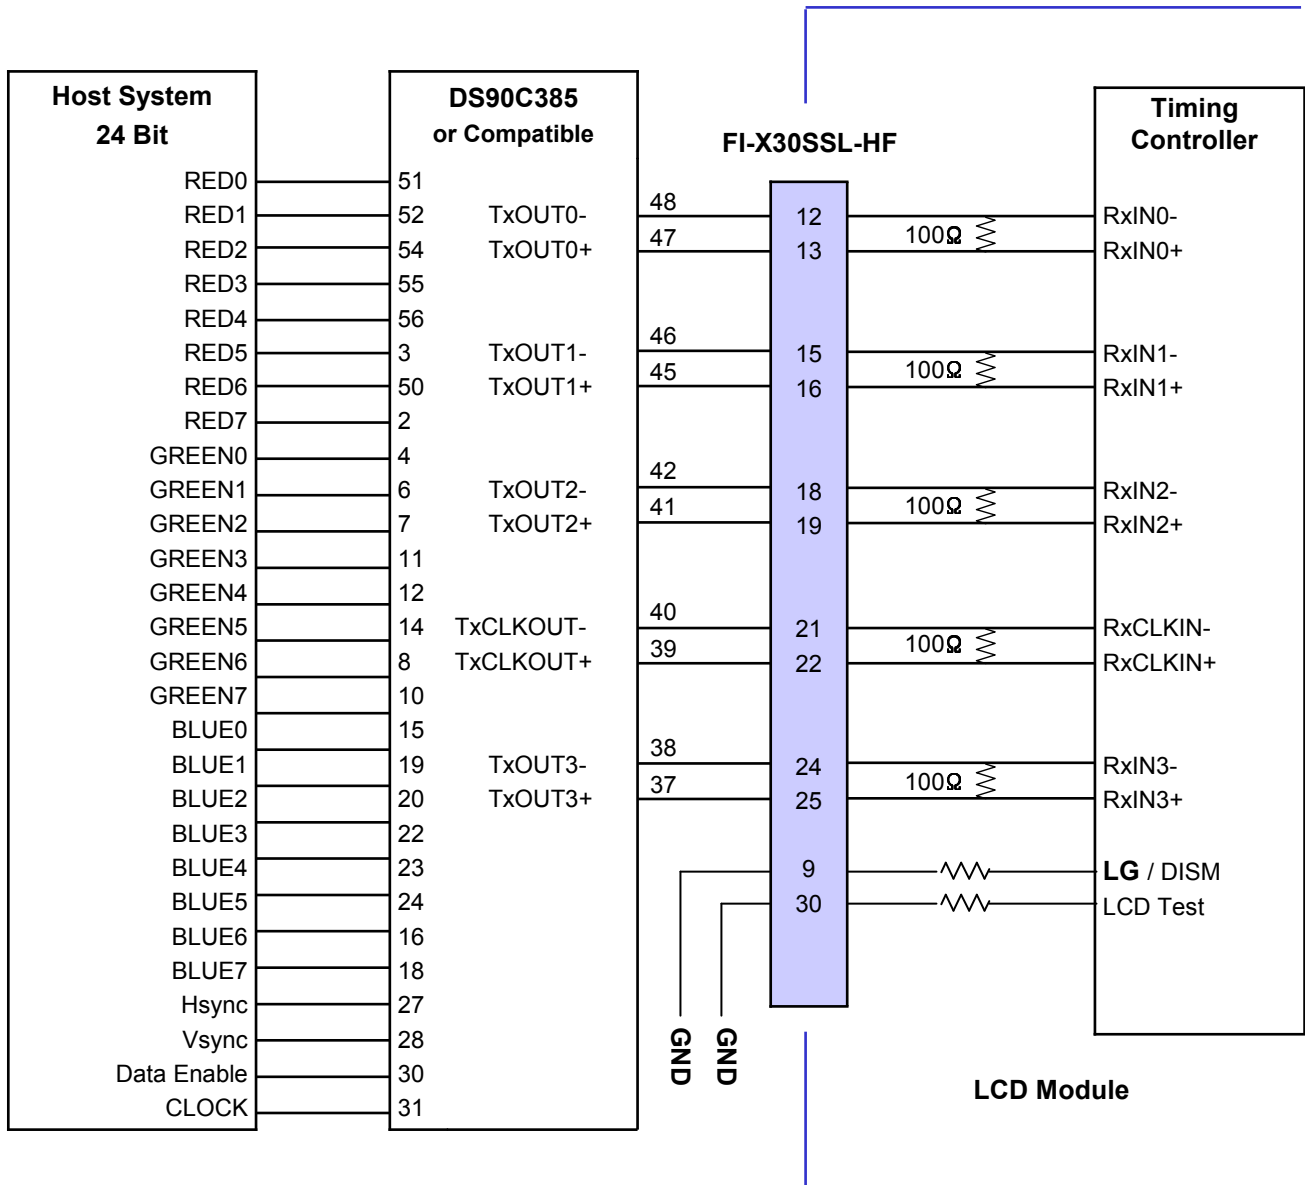 Host System
24 Bit
RED0
RED1
RED2
RED3
RED4
RED5
RED6
RED7
GREEN0
GREEN1
GREEN2
GREEN3
GREEN4
GREEN5
GREEN6
GREEN7
BLUE0
BLUE1
BLUE2
BLUE3
BLUE4
BLUE5
BLUE6
BLUE7
Hsync
Vsync
Data Enable
CLOCK
DS90C385
or Compatible
51
52
54
55
56
3
50
2
4
6
7
11
12
14
8
10
15
19
20
22
23
24
16
18
27
28
30
31
TxOUT0-
TxOUT0+
TxOUT1-
TxOUT1+
TxOUT2-
TxOUT2+
TxCLKOUT-
TxCLKOUT+
TxOUT3-
TxOUT3+
48
47
46
45
42
41
40
39
38
37
GND
GND
FI-X30SSL-HF
12
13
15
16
18
19
21
22
24
25
9
30
100Ω
100Ω
100Ω
100Ω
100Ω
Timing
Controller
RxIN0-
RxIN0+
RxIN1-
RxIN1+
RxIN2-
RxIN2+
RxCLKIN-
RxCLKIN+
RxIN3-
RxIN3+
LG / DISM
LCD Test
LCD Module